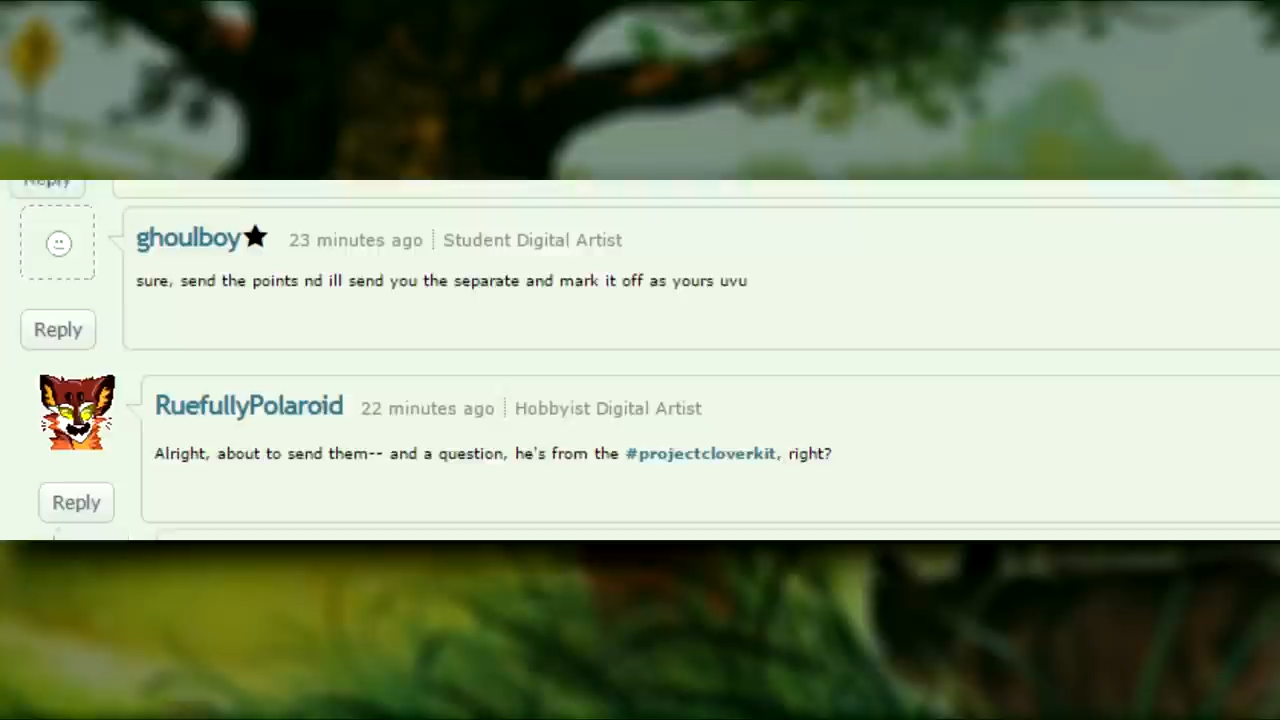 Reply
ghoulboy★ 23 minutes ago Student Digital Artist
sure, send the points nd ill send you the separate and mark it off as yours uvu
Reply
RuefullyPolaroid 22 minutes ago Hobbyist Digital Artist
Alright, about to send them-- and a question, he's from the #projectcloverkit, right?
Reply